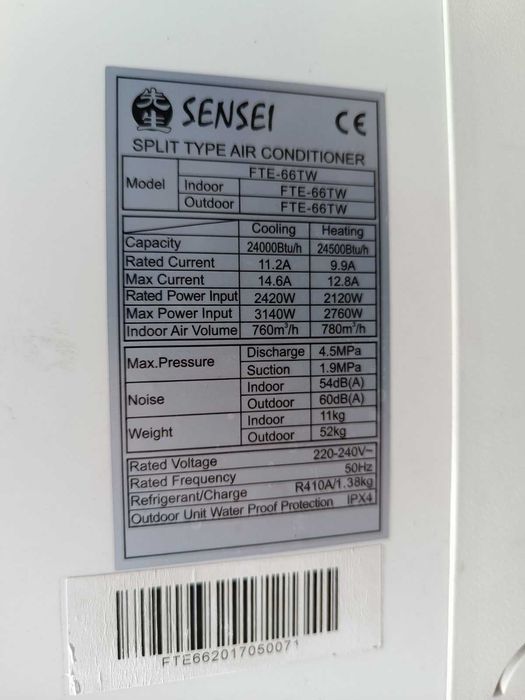 先生 SENSEI CE
SPLIT TYPE AIR CONDITIONER
Model FTE-66TW
Indoor FTE-66TW
Outdoor FTE-66TW
Cooling Heating
Capacity 24000Btu/h 24500Btu/h
Rated Current 11.2A 9.9A
Max Current 14.6A 12.8A
Rated Power Input 2420W 2120W
Max Power Input 3140W 2760W
Indoor Air Volume 760m³/h 780m³/h
Max.Pressure Discharge 4.5MPa
Suction 1.9MPa
Noise Indoor 54dB(A)
Outdoor 60dB(A)
Weight Indoor 11kg
Outdoor 52kg
Rated Voltage 220-240V~
Rated Frequency 50Hz
Refrigerant/Charge R410A/1.38kg
Outdoor Unit Water Proof Protection IPX4
FTE662017050071